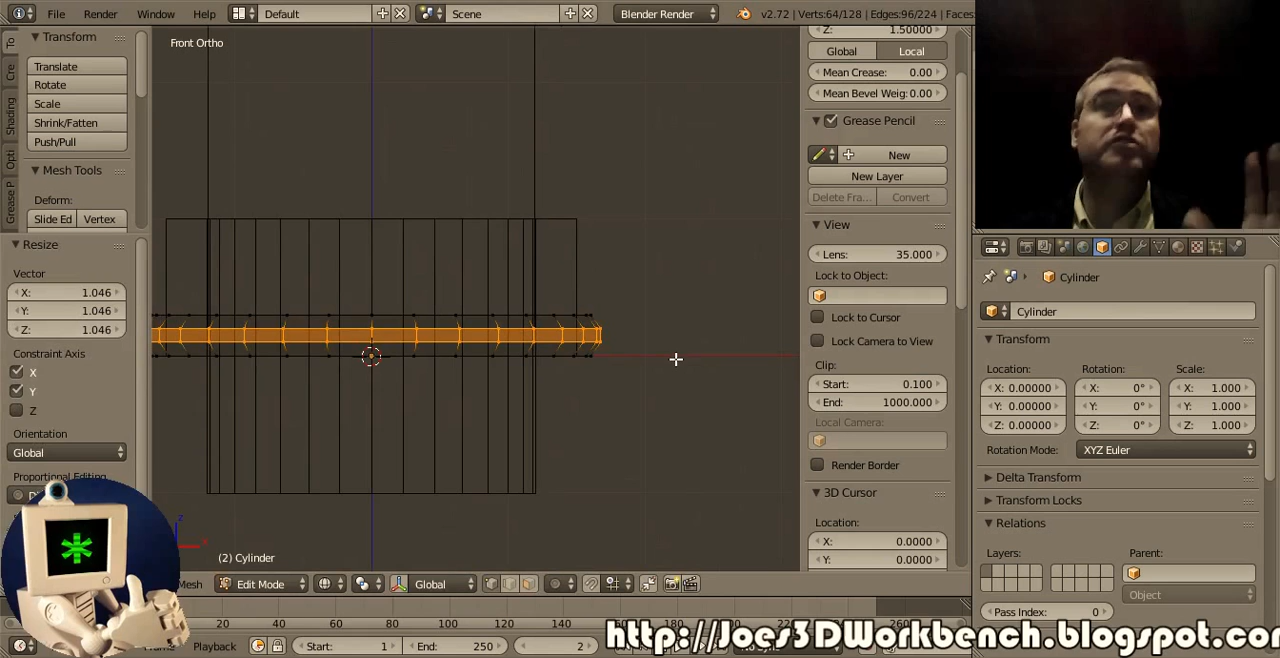 File Render Window Help Default Scene Blender Render v2.72 | Verts:64/128 | Edges:96/224 | Faces:
Transform
Translate
Rotate
Scale
Shrink/Fatten
Push/Pull
Mesh Tools
Deform:
Slide Ed Vertex
To
Cre
Shading
Opti
Grease P
Resize
Vector
X: 1.046
Y: 1.046
Z: 1.046
Constraint Axis
X
Y
Z
Orientation
Global
Proportional Editing
Front Ortho
(2) Cylinder
Z: 1.50000
Global Local
Mean Crease: 0.00
Mean Bevel Weig: 0.00
Grease Pencil
New
New Layer
Delete Fra... Convert
View
Lens: 35.000
Lock to Object:
Lock to Cursor
Lock Camera to View
Clip:
Start: 0.100
End: 1000.000
Local Camera:
Render Border
3D Cursor
Location:
X: 0.0000
Y: 0.0000
Cylinder
Cylinder
Transform
Location: Rotation: Scale:
X: 0.00000 X: 0° X: 1.000
Y: 0.00000 Y: 0° Y: 1.000
Z: 0.00000 Z: 0° Z: 1.000
Rotation Mode: XYZ Euler
Delta Transform
Transform Locks
Relations
Layers: Parent:
Object
Pass Index: 0
Mesh Edit Mode Global
20 40 60 80 100 120 140
Playback Start: 1 End: 250 2
http://Joes3DWorkbench.blogspot.com